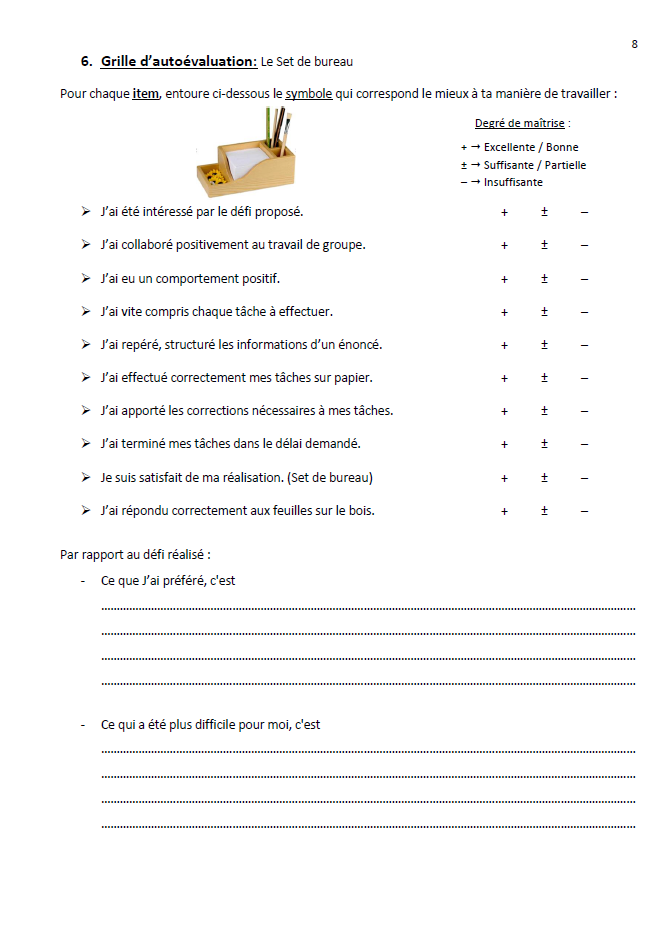 8
6. Grille d’autoévaluation: Le Set de bureau
Pour chaque item, entoure ci-dessous le symbole qui correspond le mieux à ta manière de travailler :
Degré de maîtrise :
+ → Excellente / Bonne
± → Suffisante / Partielle
– → Insuffisante
➢ J’ai été intéressé par le défi proposé. + ± –
➢ J’ai collaboré positivement au travail de groupe. + ± –
➢ J’ai eu un comportement positif. + ± –
➢ J’ai vite compris chaque tâche à effectuer. + ± –
➢ J’ai repéré, structuré les informations d’un énoncé. + ± –
➢ J’ai effectué correctement mes tâches sur papier. + ± –
➢ J’ai apporté les corrections nécessaires à mes tâches. + ± –
➢ J’ai terminé mes tâches dans le délai demandé. + ± –
➢ Je suis satisfait de ma réalisation. (Set de bureau) + ± –
➢ J’ai répondu correctement aux feuilles sur le bois. + ± –
Par rapport au défi réalisé :
- Ce que J’ai préféré, c'est
- Ce qui a été plus difficile pour moi, c'est